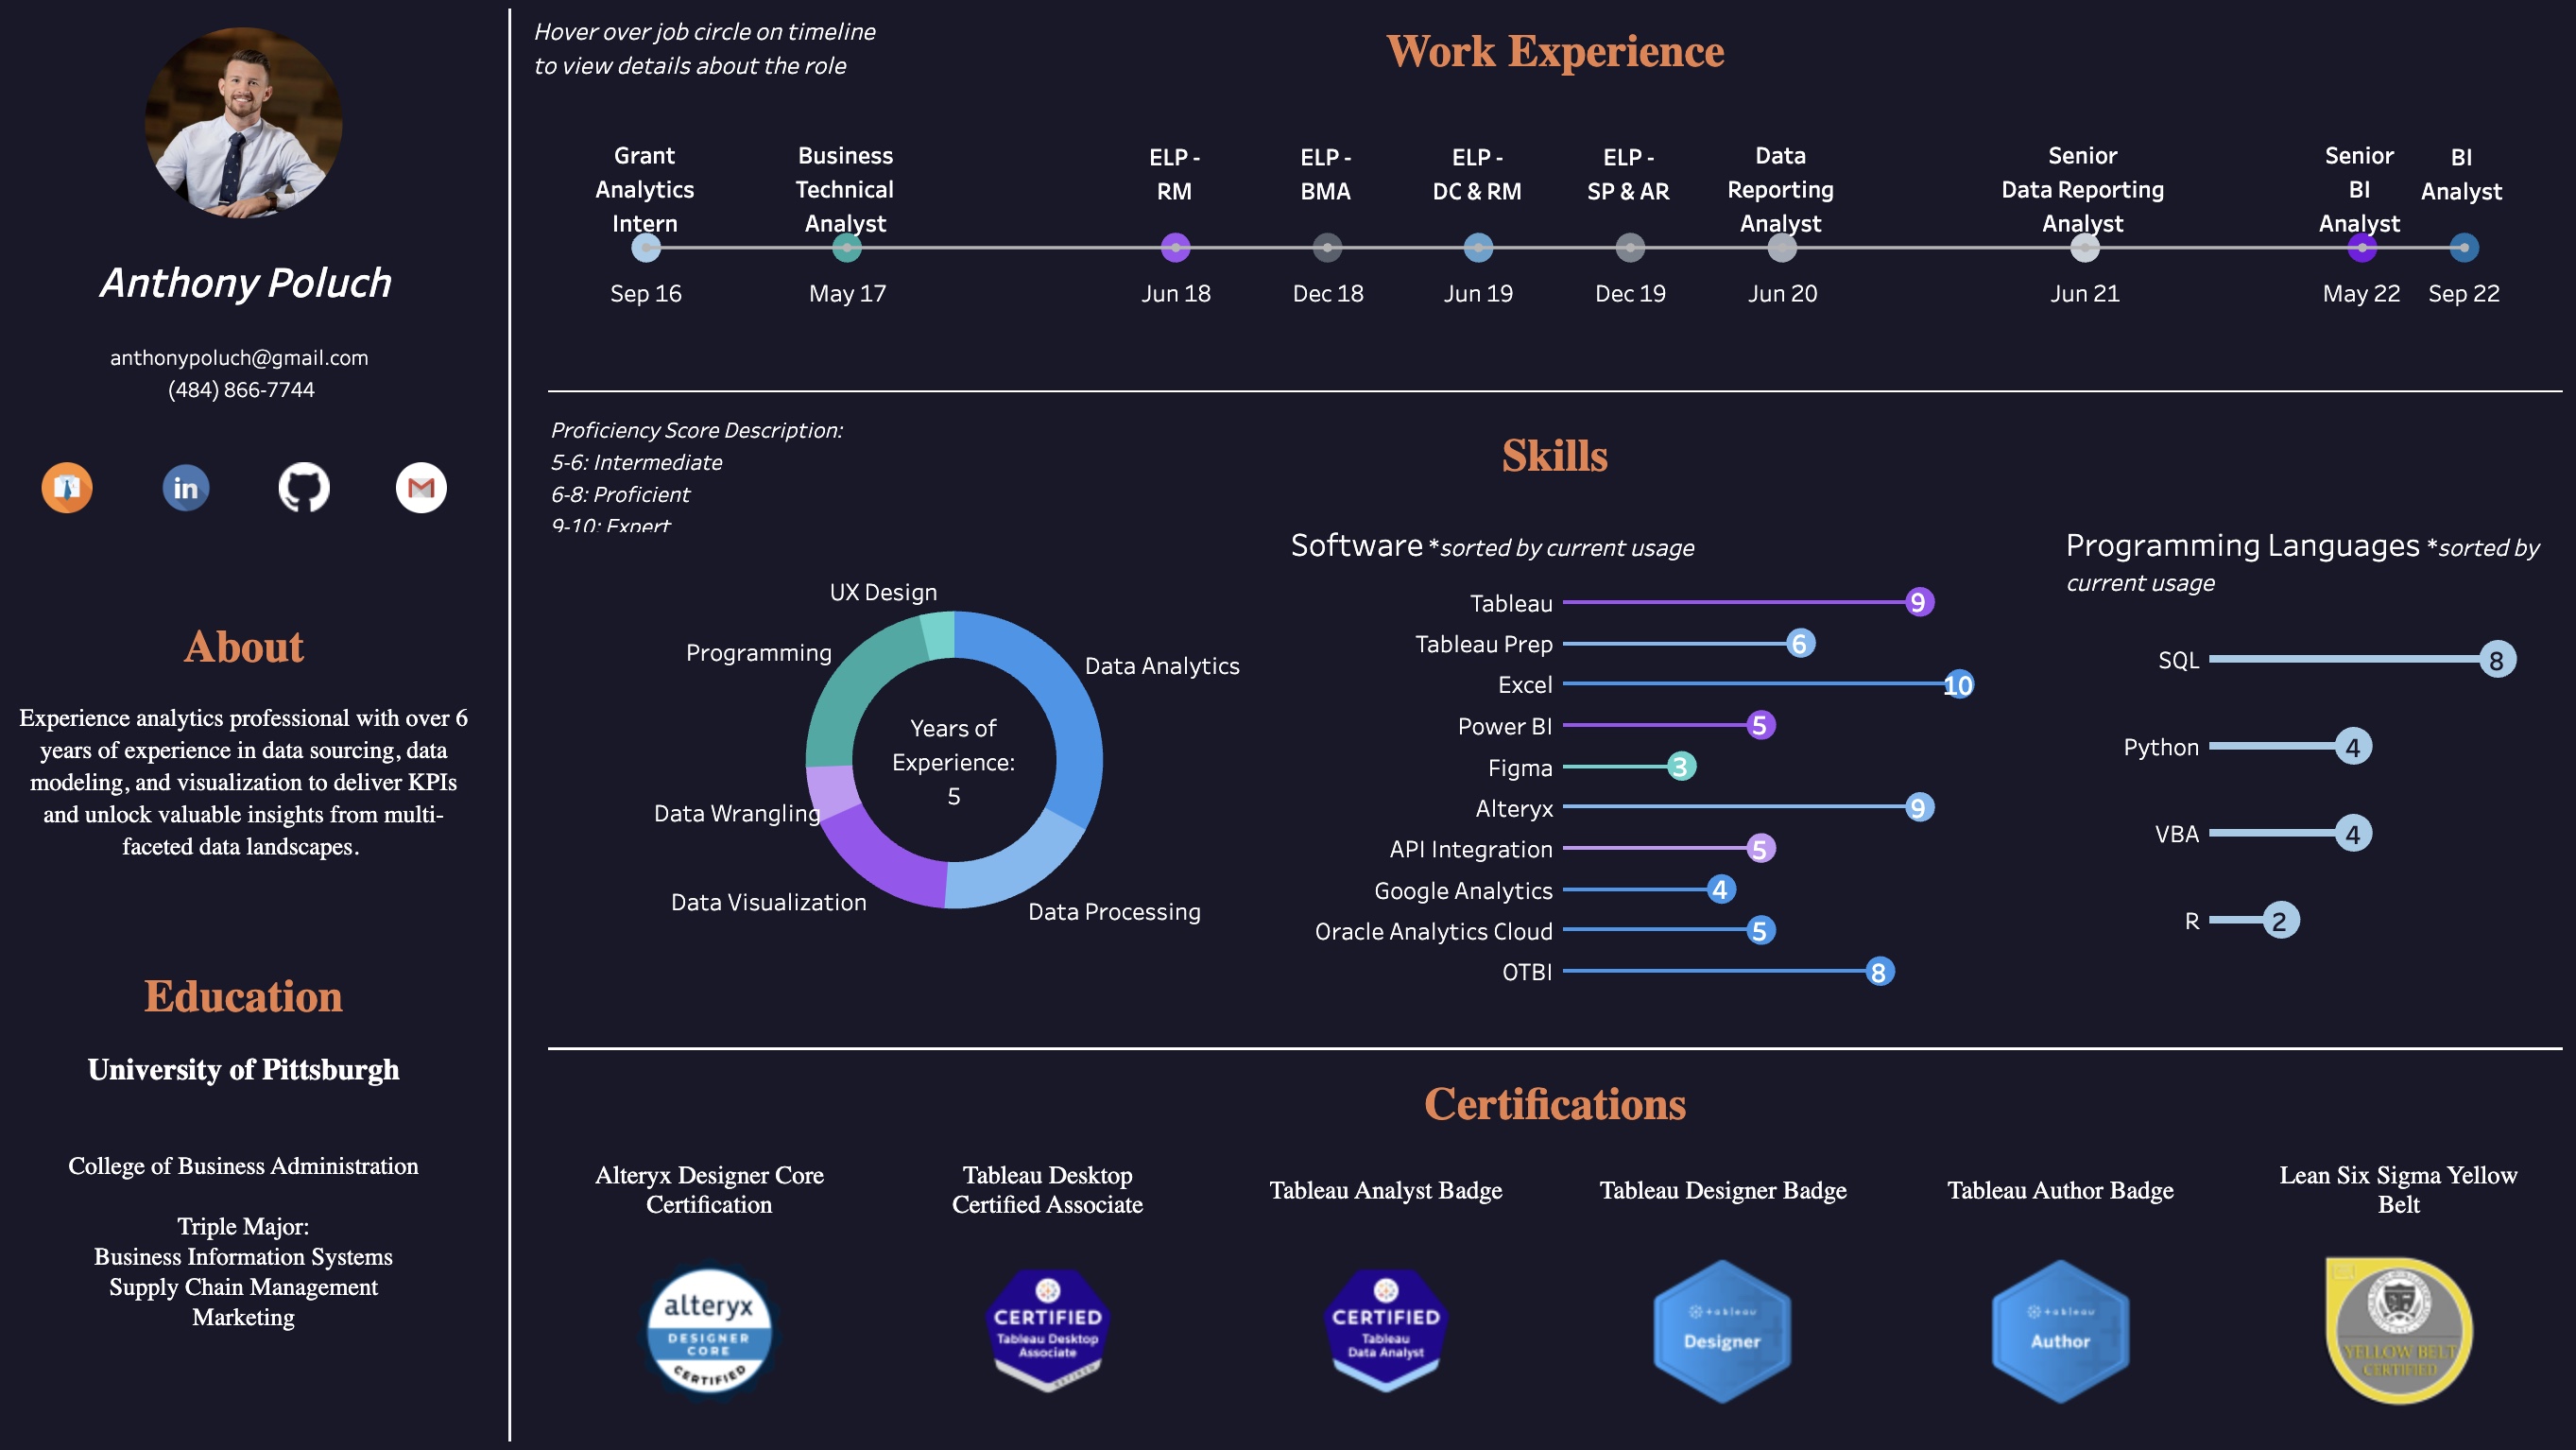 Anthony Poluch
anthonypoluch@gmail.com
(484) 866-7744
in
About
Experience analytics professional with over 6
years of experience in data sourcing, data
modeling, and visualization to deliver KPIs
and unlock valuable insights from multi-
faceted data landscapes.
Education
University of Pittsburgh
College of Business Administration
Triple Major:
Business Information Systems
Supply Chain Management
Marketing
Hover over job circle on timeline
to view details about the role
Work Experience
Grant
Analytics
Intern
Sep 16
Business
Technical
Analyst
May 17
ELP -
RM
Jun 18
ELP -
BMA
Dec 18
ELP -
DC & RM
Jun 19
ELP -
SP & AR
Dec 19
Data
Reporting
Analyst
Jun 20
Senior
Data Reporting
Analyst
Jun 21
Senior
BI
Analyst
May 22
BI
Analyst
Sep 22
Proficiency Score Description:
5-6: Intermediate
6-8: Proficient
9-10: Expert
Skills
UX Design
Programming
Data Analytics
Data Wrangling
Data Visualization
Data Processing
Years of
Experience:
5
Software *sorted by current usage
Tableau 9
Tableau Prep 6
Excel 10
Power BI 5
Figma 3
Alteryx 9
API Integration 5
Google Analytics 4
Oracle Analytics Cloud 5
OTBI 8
Programming Languages *sorted by
current usage
SQL 8
Python 4
VBA 4
R 2
Certifications
Alteryx Designer Core
Certification
alteryx
DESIGNER
CORE
CERTIFIED
Tableau Desktop
Certified Associate
CERTIFIED
Tableau Desktop
Associate
Tableau Analyst Badge
CERTIFIED
Tableau
Data Analyst
Tableau Designer Badge
+ableau
Designer
Tableau Author Badge
+ableau
Author
Lean Six Sigma Yellow
Belt
YELLOW BELT
CERTIFIED